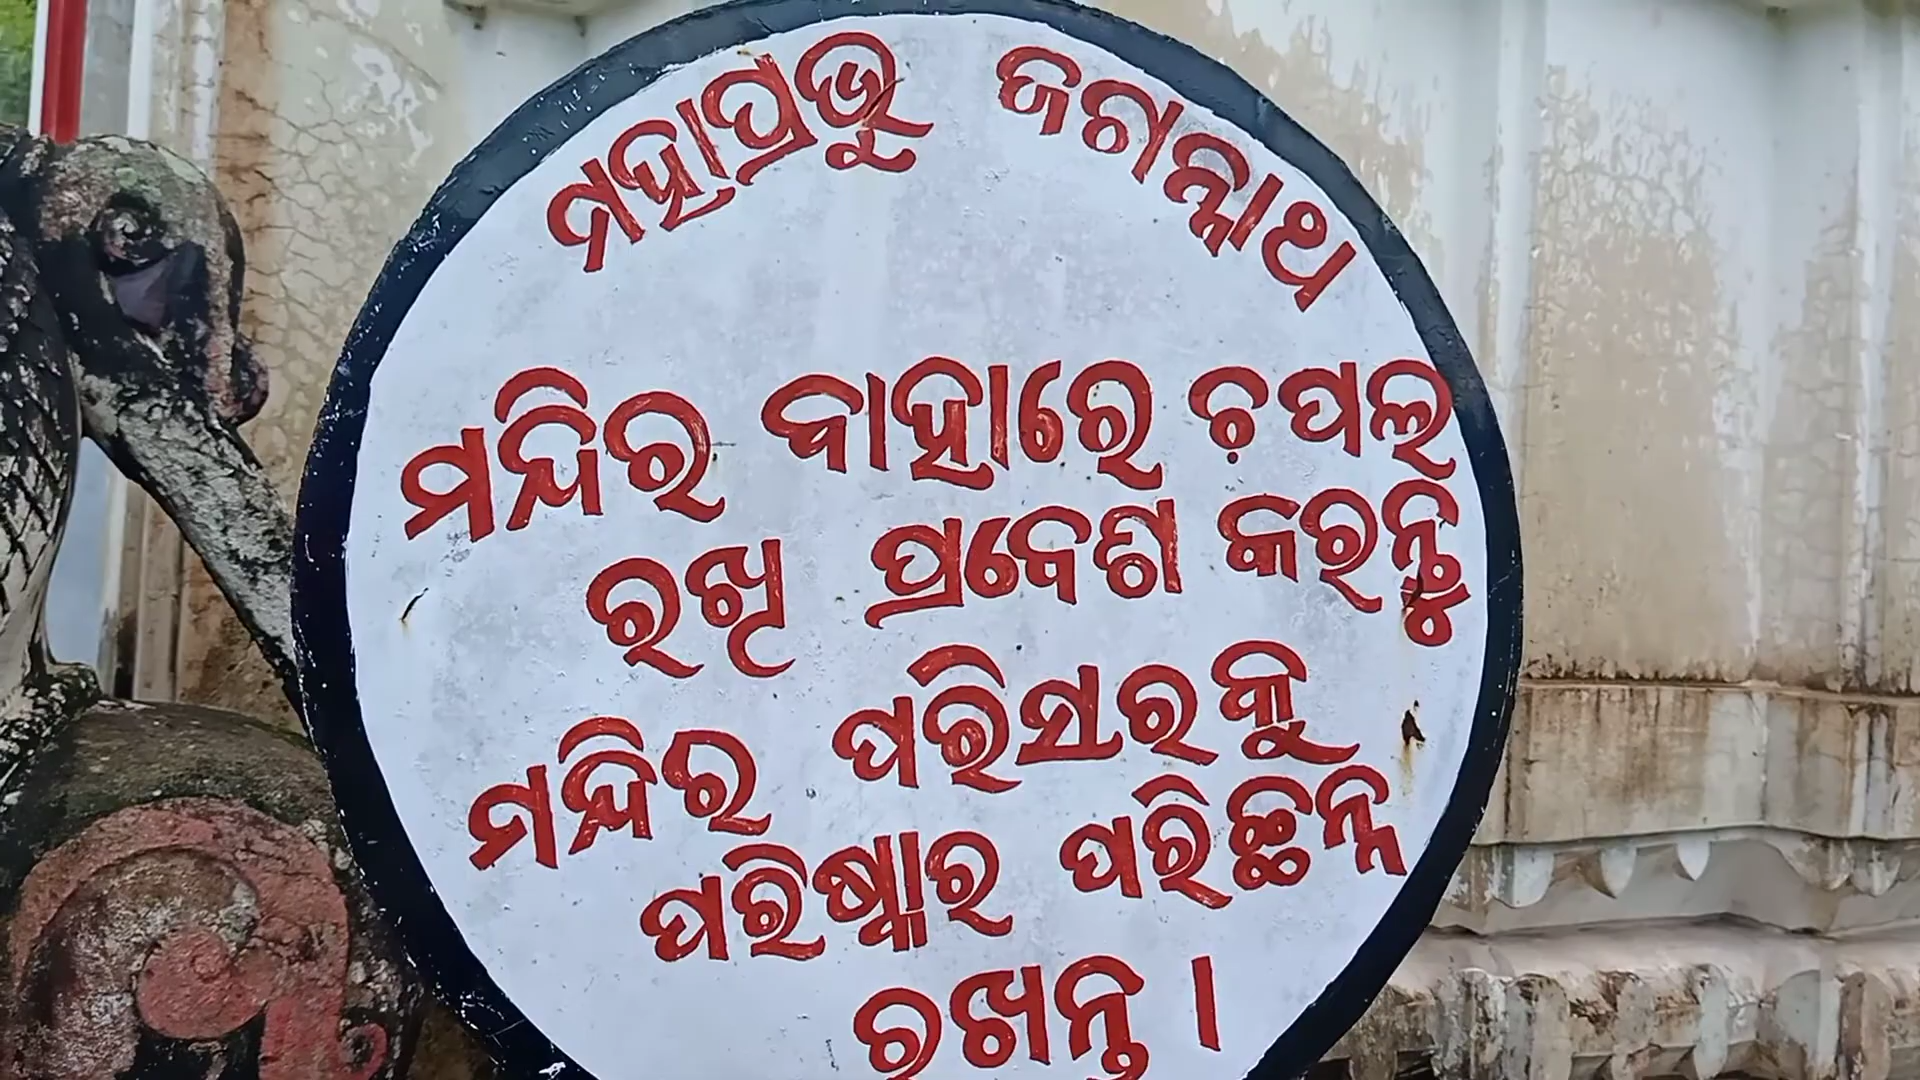 ମହାପ୍ରଭୁ ଜଗନ୍ନାଥ
ମନ୍ଦିର ବାହାରେ ଚପଲ
ରଖି ପ୍ରବେଶ କରନ୍ତୁ
ମନ୍ଦିର ପରିସରକୁ
ପରିଷ୍କାର ପରିଚ୍ଛନ୍ନ
ରଖନ୍ତୁ ।